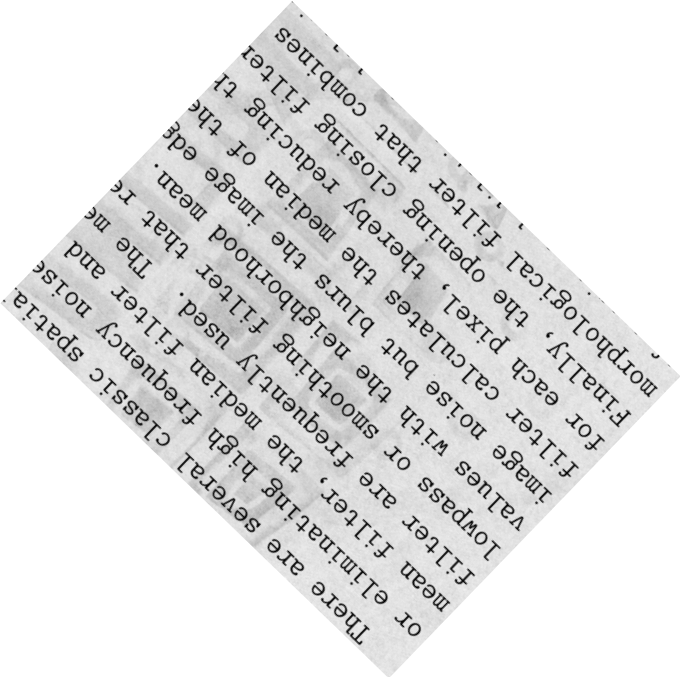 There are several classic spatia
or eliminating high frequency noise
mean filter, the median filter and
filter are frequently used. The me
lowpass or smoothing filter that re
values with the neighborhood mean.
image noise but blurs the image edg
filter calculates the median of the
for each pixel, thereby reducing th
Finally, the opening closing filter
morphological filter that combines